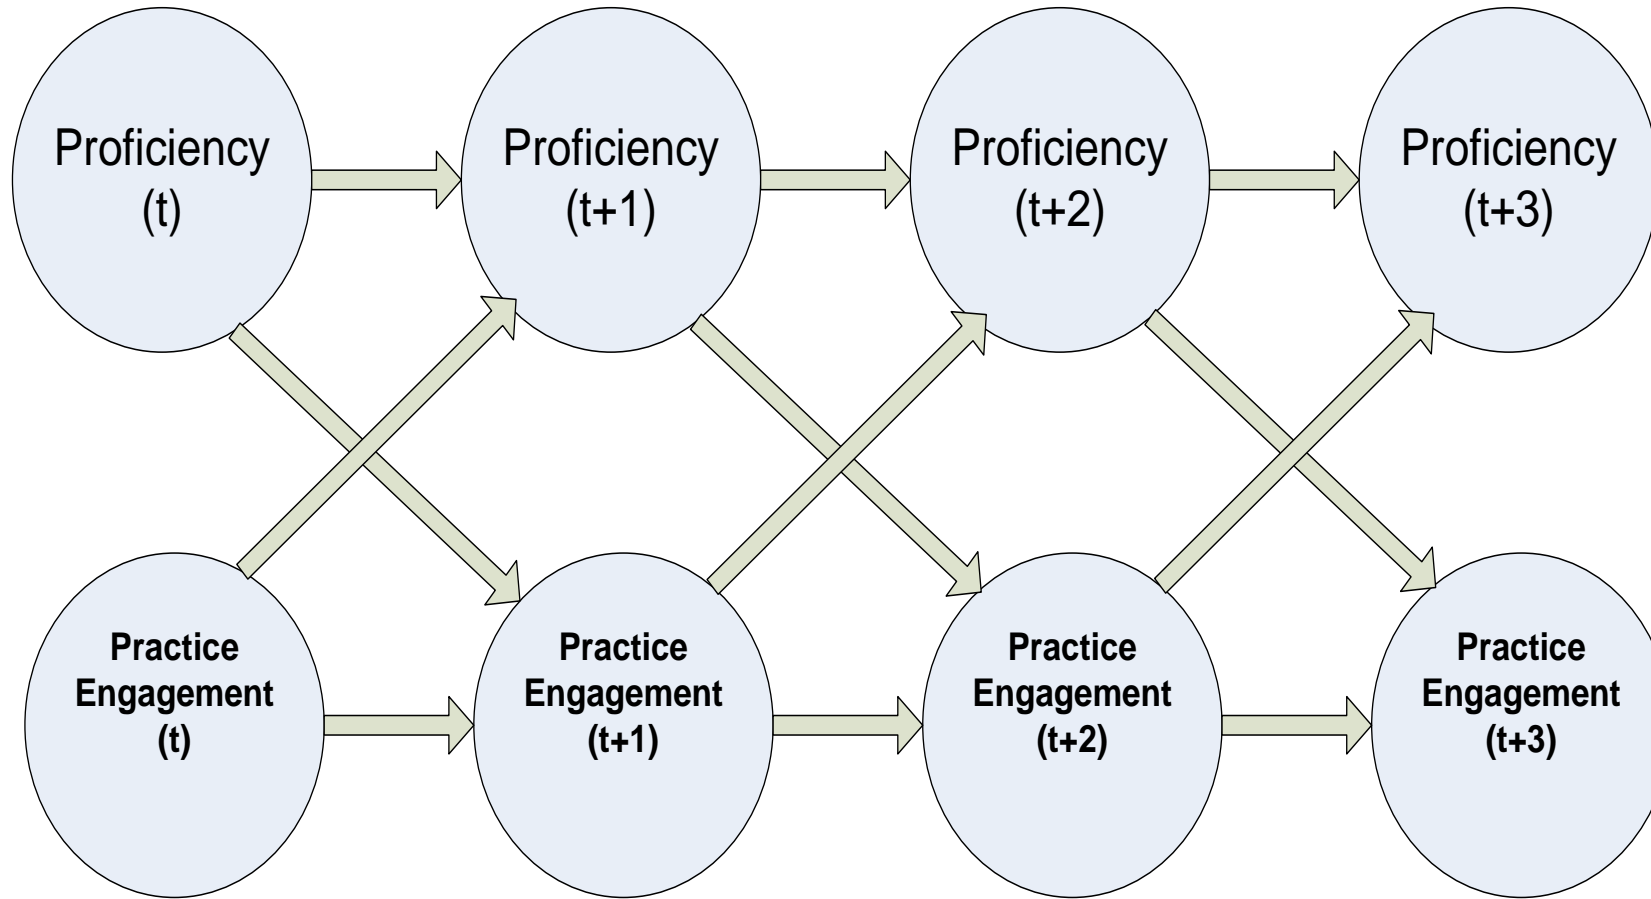 Proficiency
(t)
Proficiency
(t+1)
Proficiency
(t+2)
Proficiency
(t+3)
Practice
Engagement
(t)
Practice
Engagement
(t+1)
Practice
Engagement
(t+2)
Practice
Engagement
(t+3)